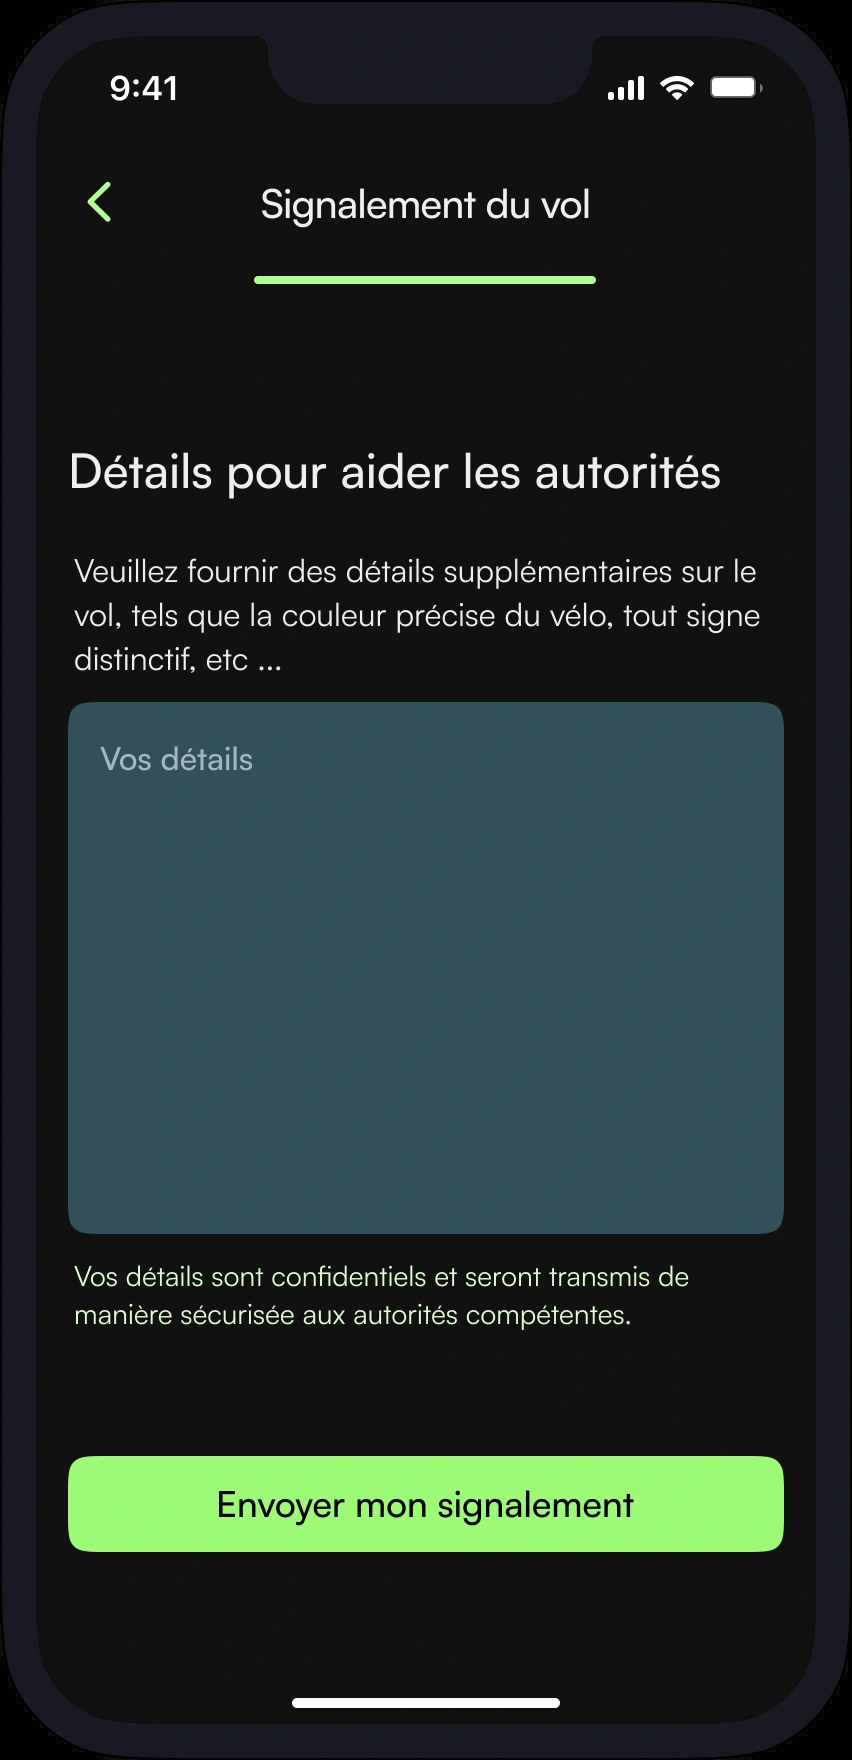 9:41
Signalement du vol
Détails pour aider les autorités
Veuillez fournir des détails supplémentaires sur le
vol, tels que la couleur précise du vélo, tout signe
distinctif, etc ...
Vos détails
Vos détails sont confidentiels et seront transmis de
manière sécurisée aux autorités compétentes.
Envoyer mon signalement